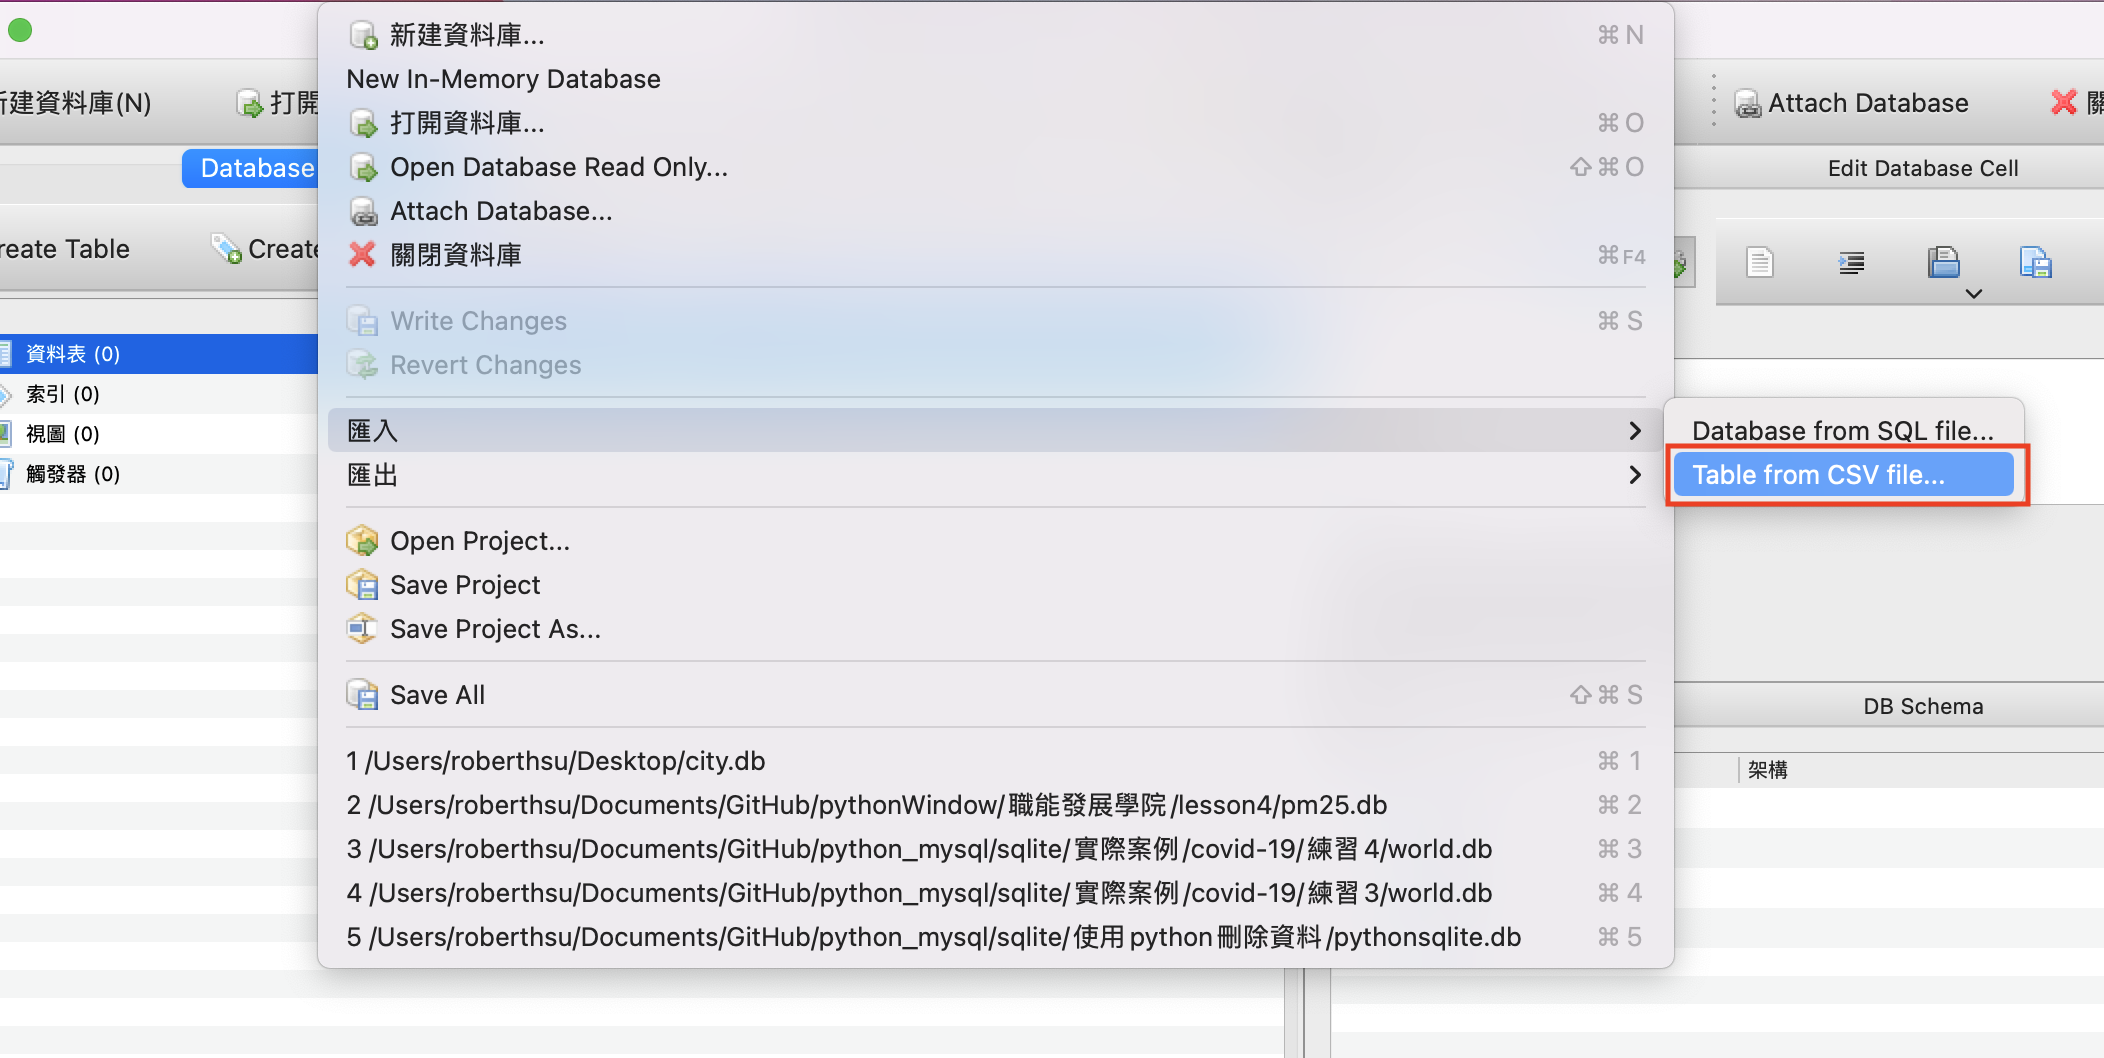 新建資料庫... ⌘N
New In-Memory Database
打開資料庫... ⌘O
Open Database Read Only... ⇧⌘O
Attach Database...
關閉資料庫 ⌘F4
Write Changes ⌘S
Revert Changes
匯入
匯出
Open Project...
Save Project
Save Project As...
Save All ⇧⌘S
1 /Users/roberthsu/Desktop/city.db ⌘1
2 /Users/roberthsu/Documents/GitHub/pythonWindow/職能發展學院/lesson4/pm25.db ⌘2
3 /Users/roberthsu/Documents/GitHub/python_mysql/sqlite/實際案例/covid-19/練習4/world.db ⌘3
4 /Users/roberthsu/Documents/GitHub/python_mysql/sqlite/實際案例/covid-19/練習3/world.db ⌘4
5 /Users/roberthsu/Documents/GitHub/python_mysql/sqlite/使用python刪除資料/pythonsqlite.db ⌘5
Database from SQL file...
Table from CSV file...
建資料庫(N)
打開
Attach Database
關
Database
Edit Database Cell
reate Table
Create
資料表 (0)
索引 (0)
視圖 (0)
觸發器 (0)
DB Schema
架構